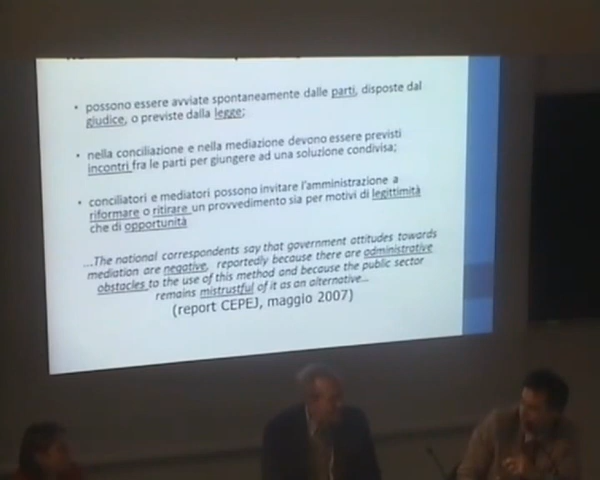 • possono essere avviate spontaneamente dalle parti, disposte dal
giudice, o previste dalla legge;
• nella conciliazione e nella mediazione devono essere previsti
incontri fra le parti per giungere ad una soluzione condivisa;
• conciliatori e mediatori possono invitare l'amministrazione a
riformare o ritirare un provvedimento sia per motivi di legittimità
che di opportunità
...The national correspondents say that government attitudes towards
mediation are negative, reportedly because there are administrative
obstacles to the use of this method and because the public sector
remains mistrustful of it as an alternative...
(report CEPEJ, maggio 2007)